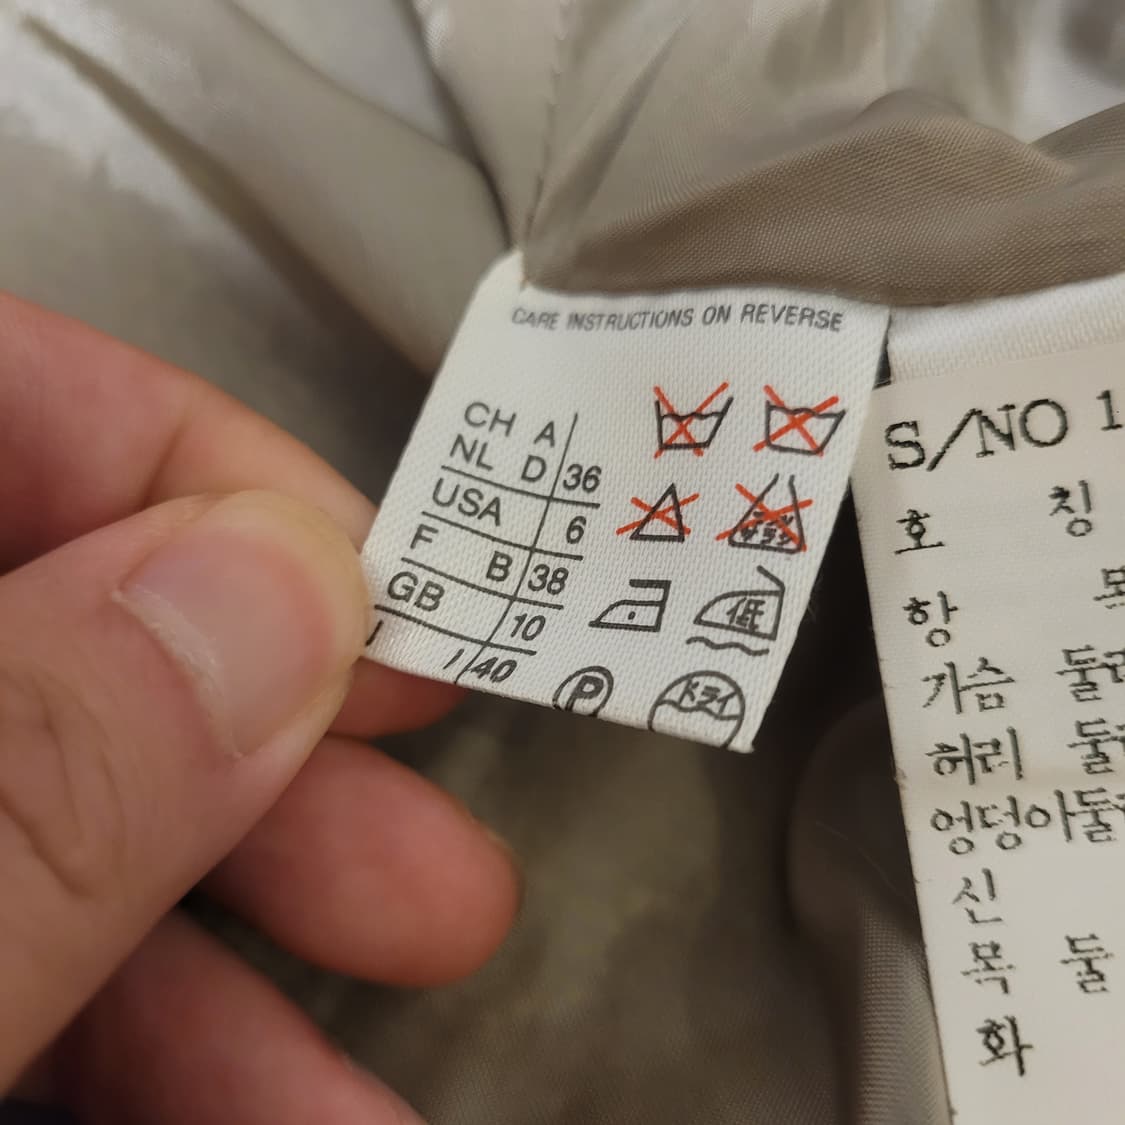 CARE INSTRUCTIONS ON REVERSE
CH A
NL D 36
USA 6
F B 38
GB 10
I 40
低
P
ドライ
S/NO 1
호 칭
항 목
가슴 둘레
허리 둘
엉덩이둘
신
목 둘
화